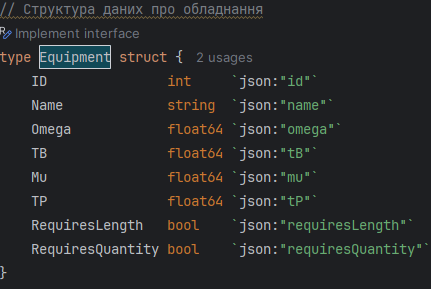 // Структура даних про обладнання
Implement interface
type Equipment struct { 2 usages
ID int `json:"id"`
Name string `json:"name"`
Omega float64 `json:"omega"`
TB float64 `json:"tB"`
Mu float64 `json:"mu"`
TP float64 `json:"tP"`
RequiresLength bool `json:"requiresLength"`
RequiresQuantity bool `json:"requiresQuantity"`
}